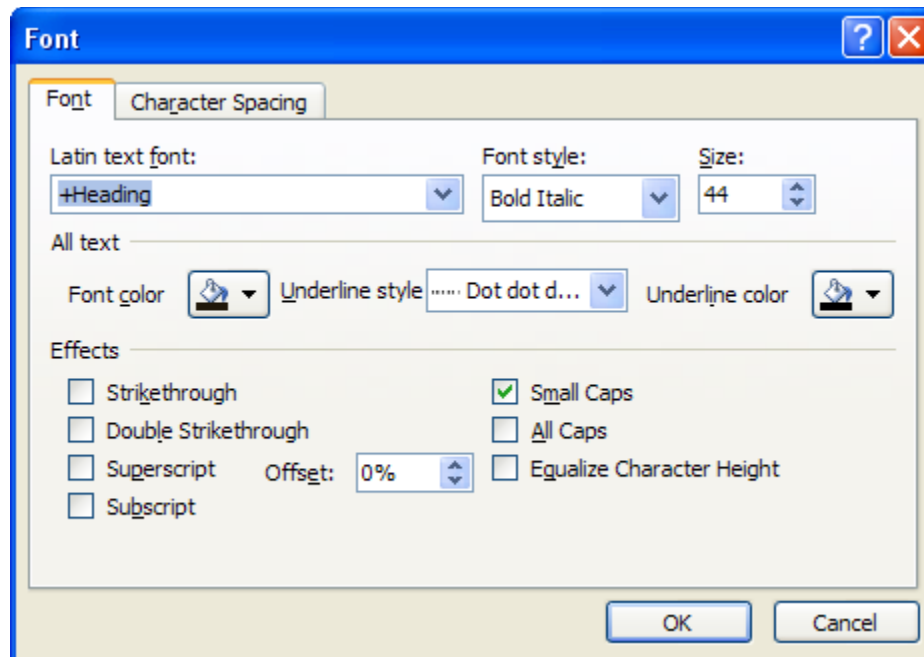 Font
Font Character Spacing
Latin text font: Font style: Size:
+Heading Bold Italic 44
All text
Font color Underline style Dot dot d... Underline color
Effects
Strikethrough Small Caps
Double Strikethrough All Caps
Superscript Offset: 0% Equalize Character Height
Subscript
OK Cancel